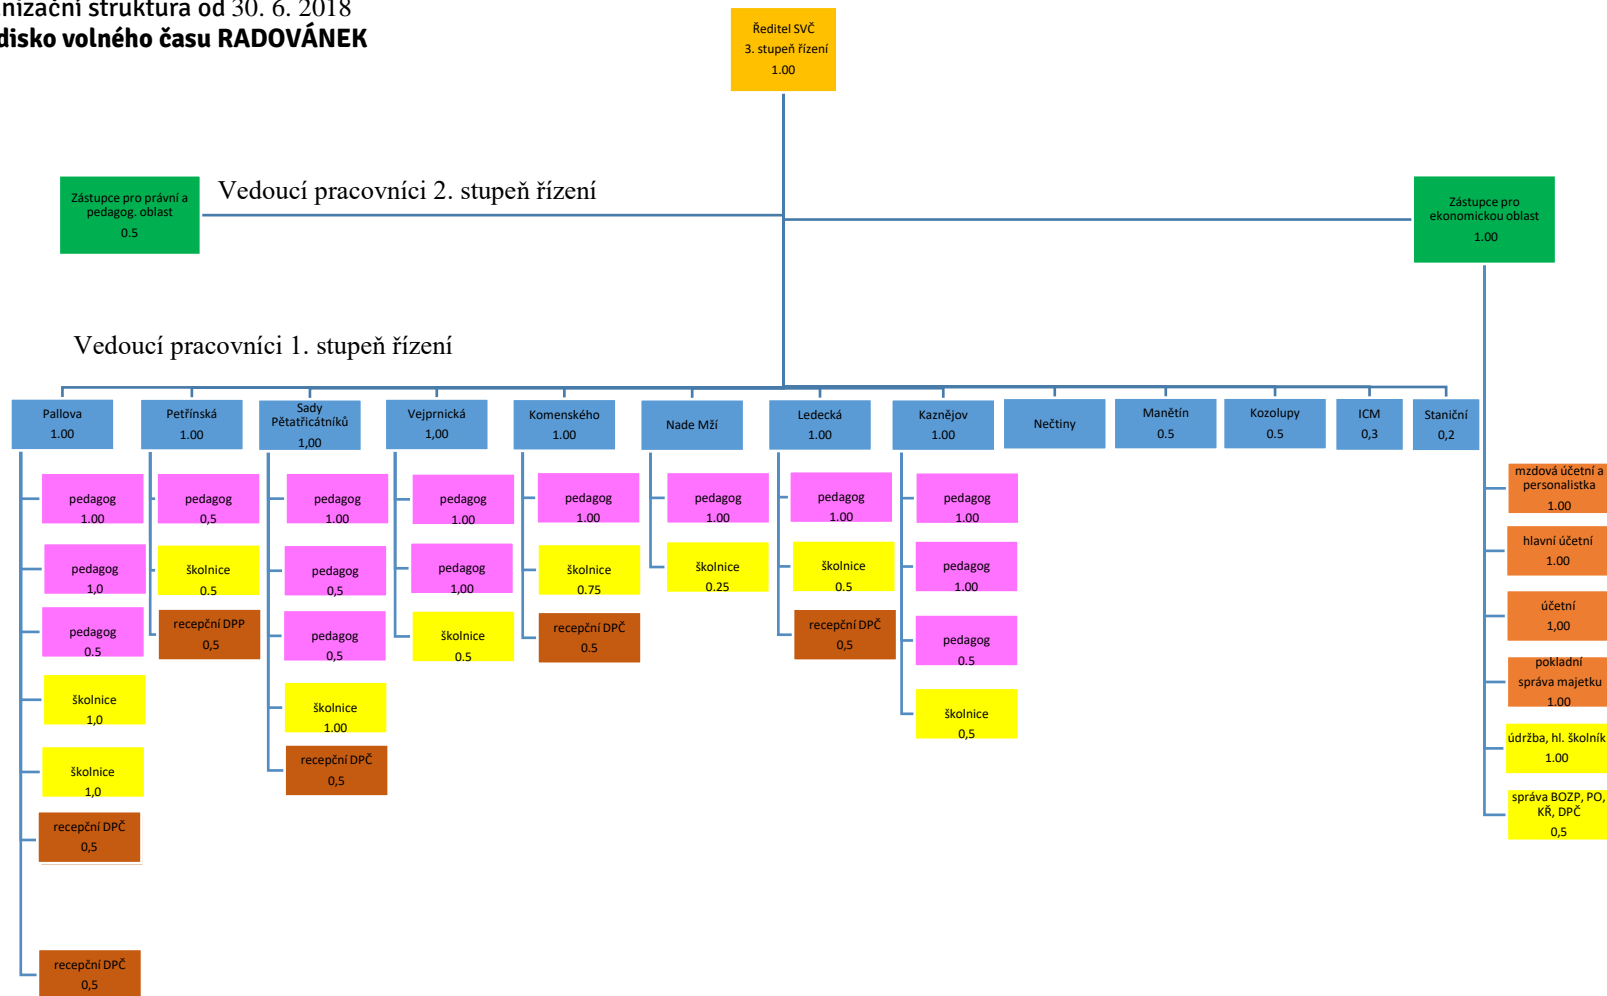 nizační struktura od 30. 6. 2018
disko volného času RADOVÁNEK
Ředitel SVČ
3. stupeň řízení
1.00
Zástupce pro právní a
pedagog. oblast
0.5
Vedoucí pracovníci 2. stupeň řízení
Zástupce pro
ekonomickou oblast
1.00
Vedoucí pracovníci 1. stupeň řízení
Pallova
1.00
Petřínská
1.00
Sady
Pětatřicátníků
1,00
Vejprnická
1,00
Komenského
1.00
Nade Mží
Ledecká
1.00
Kaznějov
1.00
Nečtiny
Manětín
0.5
Kozolupy
0.5
ICM
0,3
Staniční
0,2
pedagog
1.00
pedagog
1,0
pedagog
0.5
školnice
1,0
školnice
1,0
recepční DPČ
0,5
recepční DPČ
0,5
pedagog
0,5
školnice
0.5
recepční DPP
0,5
pedagog
1.00
pedagog
0,5
pedagog
0,5
školnice
1.00
recepční DPČ
0,5
pedagog
1.00
pedagog
1,00
školnice
0.5
pedagog
1.00
školnice
0.75
recepční DPČ
0.5
pedagog
1.00
školnice
0.25
pedagog
1.00
školnice
0.5
recepční DPČ
0,5
pedagog
1.00
pedagog
1.00
pedagog
0.5
školnice
0,5
mzdová účetní a
personalistka
1.00
hlavní účetní
1.00
účetní
1,00
pokladní
správa majetku
1.00
údržba, hl. školník
1.00
správa BOZP, PO,
KŘ, DPČ
0,5